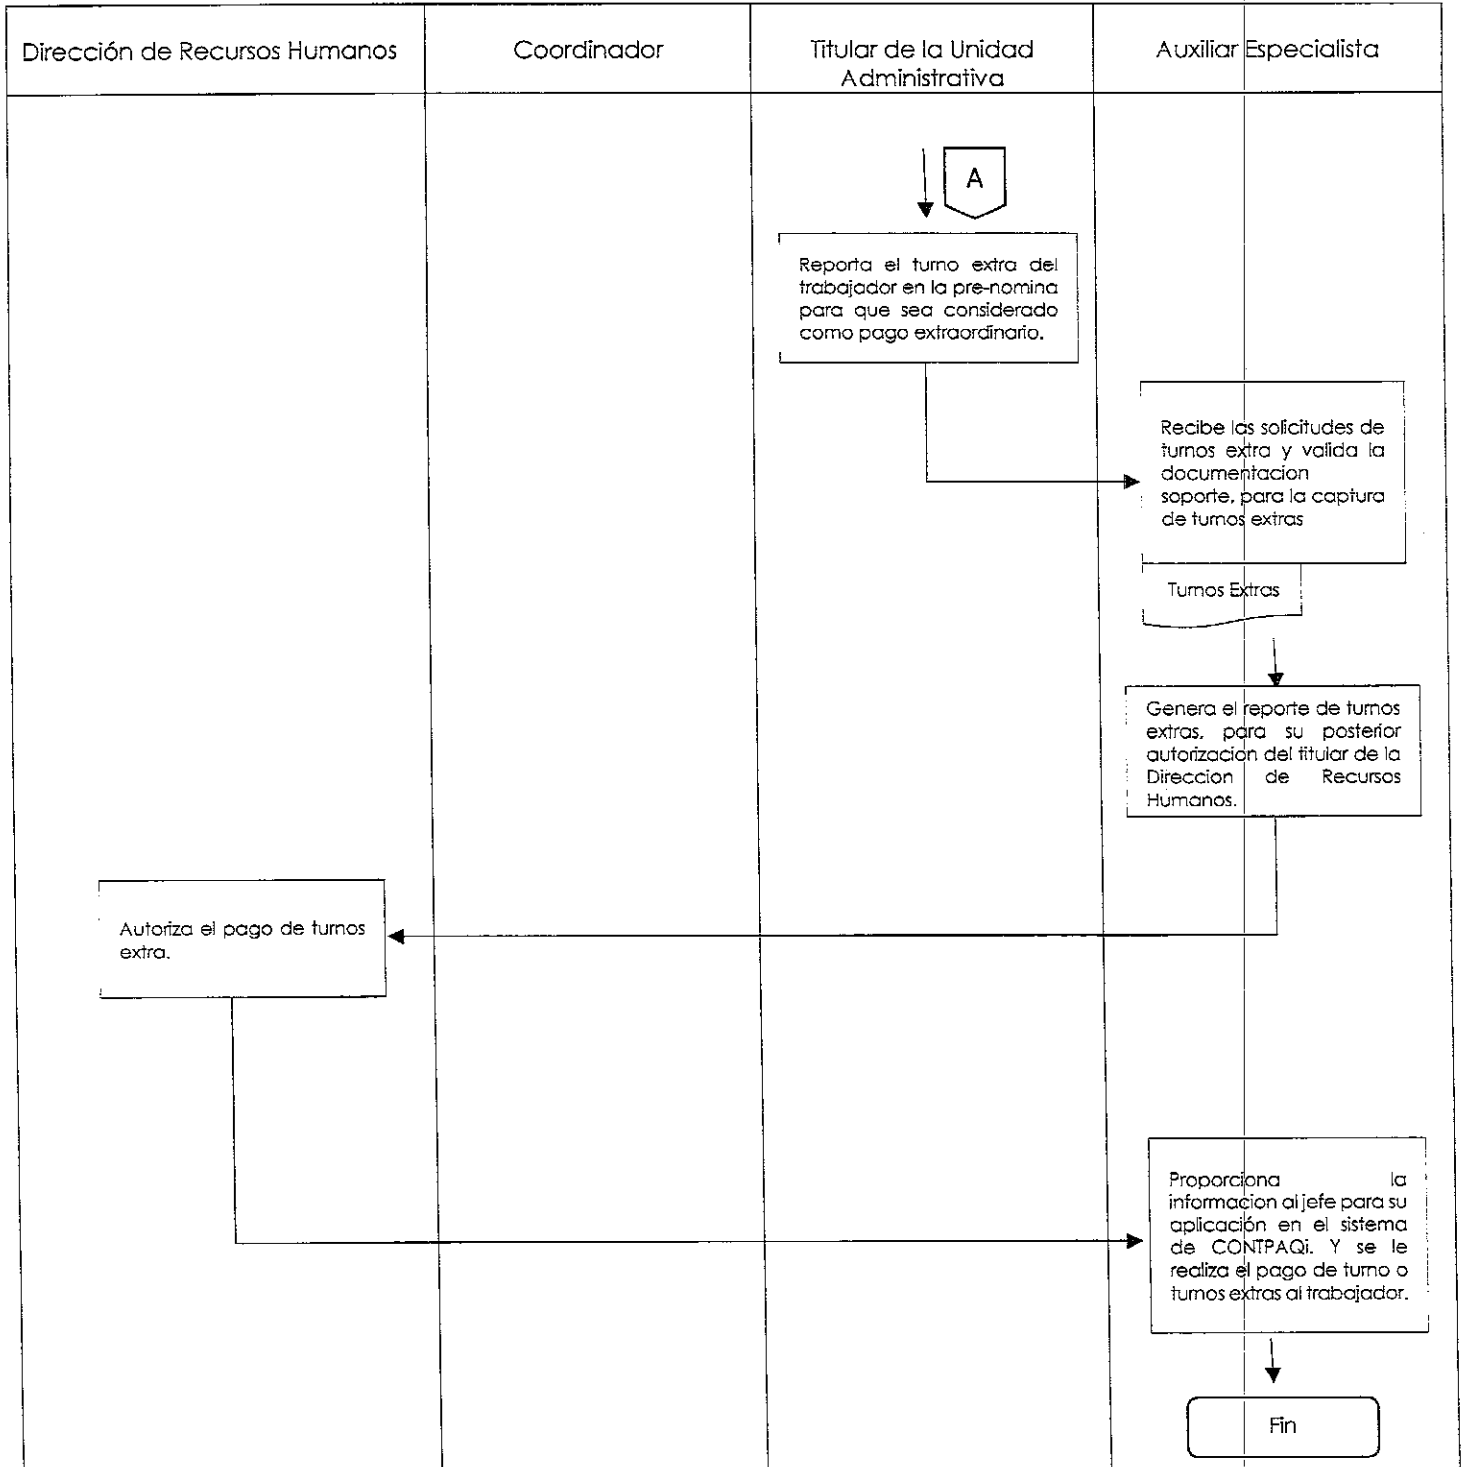 Dirección de Recursos Humanos
Coordinador
Titular de la Unidad
Administrativa
Auxiliar Especialista
A
Reporta el turno extra del
trabajador en la pre-nomina
para que sea considerado
como pago extraordinario.
Recibe las solicitudes de
turnos extra y valida la
documentacion
soporte, para la captura
de turnos extras
Turnos Extras
Genera el reporte de turnos
extras, para su posterior
autorización del titular de la
Direccion de Recursos
Humanos.
Autoriza el pago de turnos
extra.
Proporciona la
informacion al jefe para su
aplicación en el sistema
de CONTPAQi. Y se le
realiza el pago de turno o
turnos extras al trabajador.
Fin